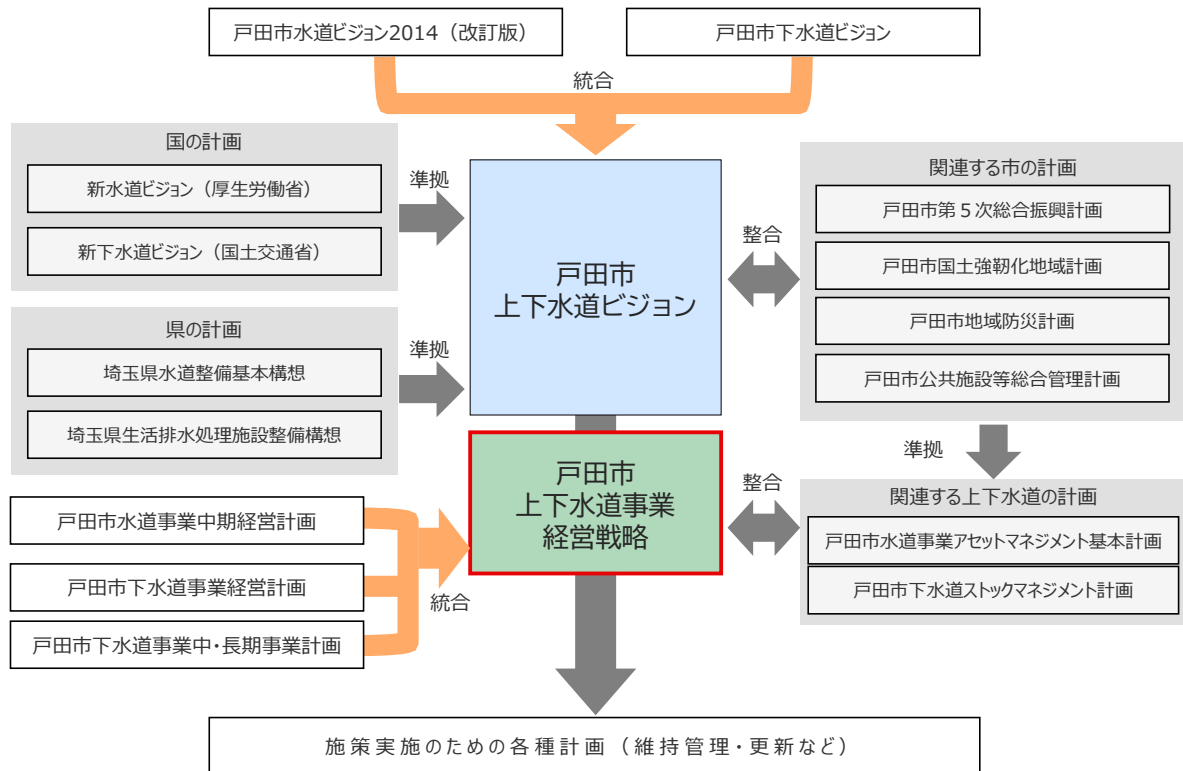 戸田市水道ビジョン2014（改訂版）
戸田市下水道ビジョン
統合
国の計画
新水道ビジョン（厚生労働省）
新下水道ビジョン（国土交通省）
準拠
県の計画
埼玉県水道整備基本構想
埼玉県生活排水処理施設整備構想
準拠
戸田市
上下水道ビジョン
整合
関連する市の計画
戸田市第５次総合振興計画
戸田市国土強靭化地域計画
戸田市地域防災計画
戸田市公共施設等総合管理計画
準拠
戸田市
上下水道事業
経営戦略
整合
関連する上下水道の計画
戸田市水道事業アセットマネジメント基本計画
戸田市下水道ストックマネジメント計画
戸田市水道事業中期経営計画
戸田市下水道事業経営計画
戸田市下水道事業中・長期事業計画
統合
施策実施のための各種計画（維持管理・更新など）